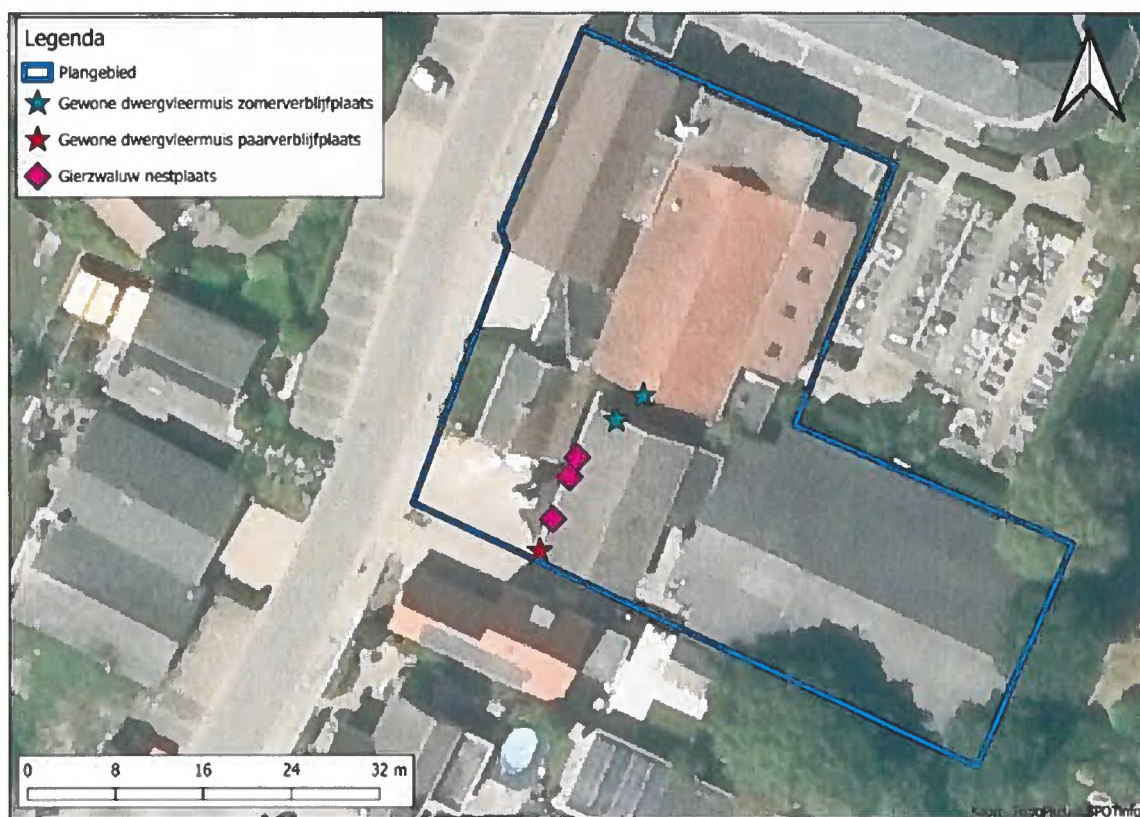 Legenda
Plangebied
Gewone dwergvleermuis zomerverblijfplaats
Gewone dwergvleermuis paarverblijfplaats
Gierzwaluw nestplaats
0 8 16 24 32 m